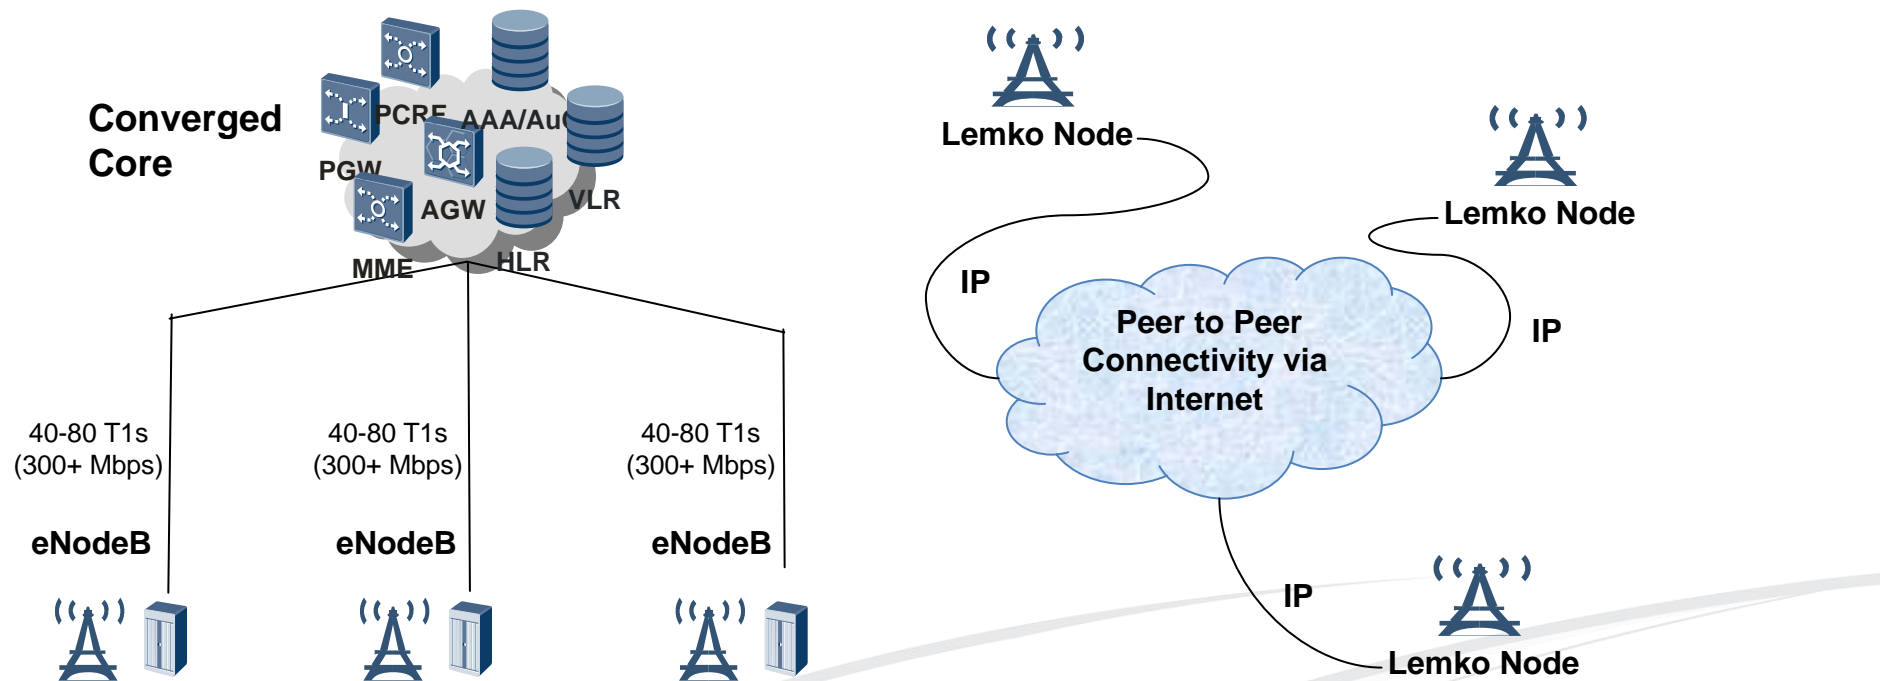 Converged
Core
PCRF
AAA/AuC
PGW
AGW
VLR
MME
HLR
40-80 T1s
(300+ Mbps)
40-80 T1s
(300+ Mbps)
40-80 T1s
(300+ Mbps)
eNodeB
eNodeB
eNodeB
Lemko Node
Lemko Node
IP
IP
Peer to Peer
Connectivity via
Internet
IP
Lemko Node